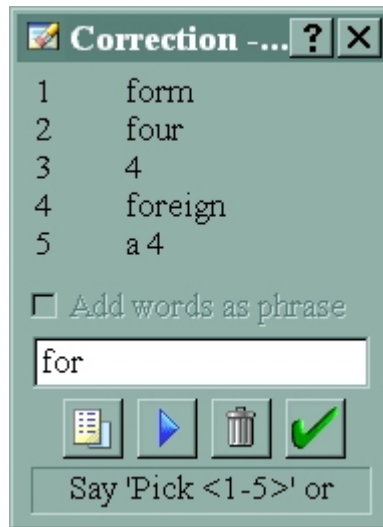 Correction -...
1 form
2 four
3 4
4 foreign
5 a 4
Add words as phrase
for
Say 'Pick <1-5>' or